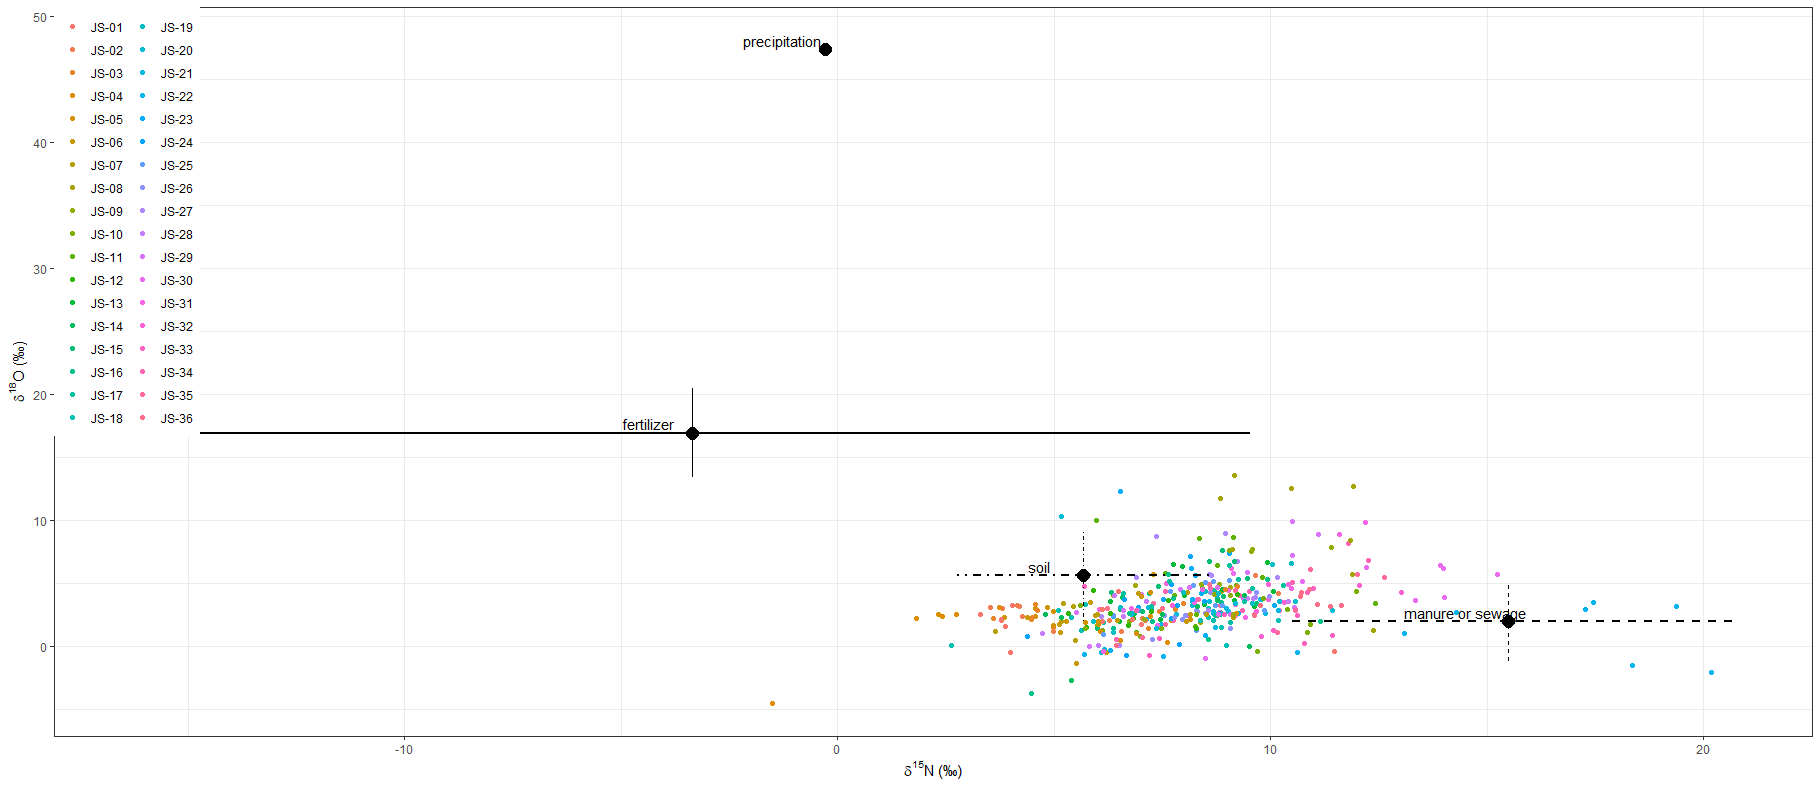 50
40
30
20
10
0
δ18O (‰)
JS-01 JS-19
JS-02 JS-20
JS-03 JS-21
JS-04 JS-22
JS-05 JS-23
JS-06 JS-24
JS-07 JS-25
JS-08 JS-26
JS-09 JS-27
JS-10 JS-28
JS-11 JS-29
JS-12 JS-30
JS-13 JS-31
JS-14 JS-32
JS-15 JS-33
JS-16 JS-34
JS-17 JS-35
JS-18 JS-36
precipitation
fertilizer
soil
manure or sewage
-10 0 10 20
δ15N (‰)